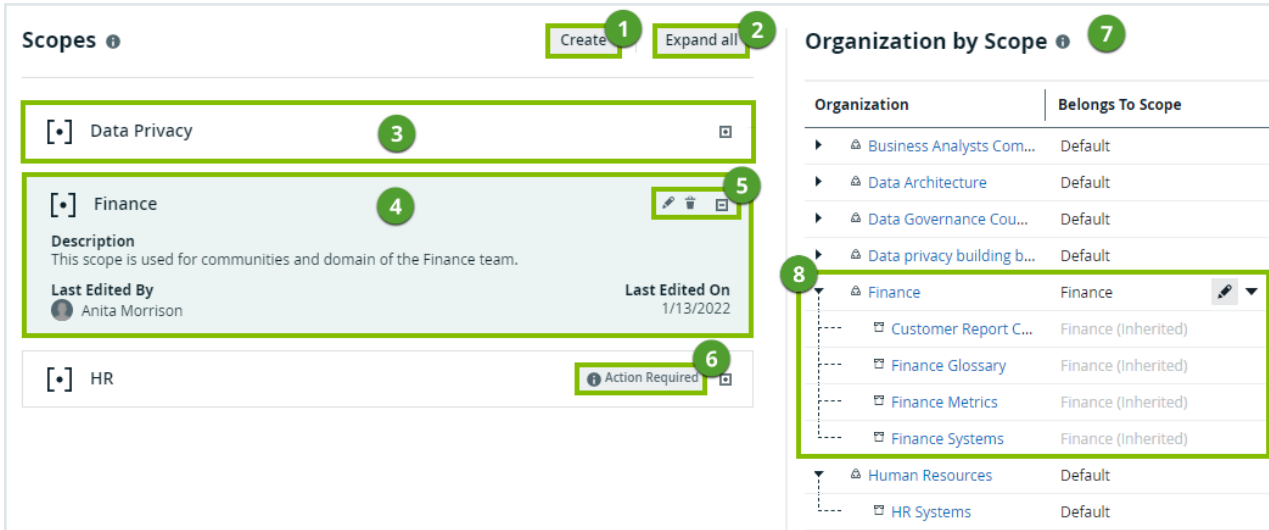 Scopes
Create
1
Expand all
2
Data Privacy
3
Finance
4
5
Description
This scope is used for communities and domain of the Finance team.
Last Edited By
Last Edited On
Anita Morrison
1/13/2022
HR
Action Required
6
Organization by Scope
7
Organization Belongs To Scope
Business Analysts Com... Default
Data Architecture Default
Data Governance Cou... Default
Data privacy building b... Default
8
Finance Finance
Customer Report C... Finance (Inherited)
Finance Glossary Finance (Inherited)
Finance Metrics Finance (Inherited)
Finance Systems Finance (Inherited)
Human Resources Default
HR Systems Default